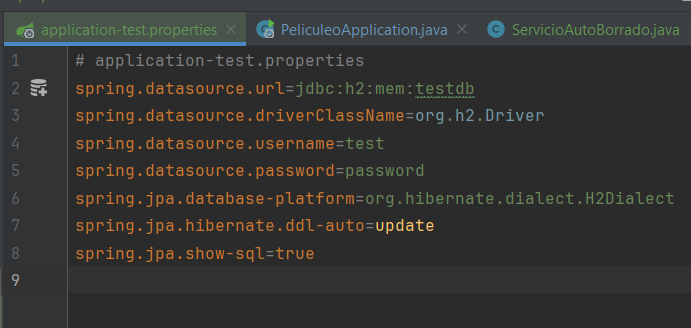 application-test.properties × PeliculeoApplication.java × ServicioAutoBorrado.java
1 # application-test.properties
2 spring.datasource.url=jdbc:h2:mem:testdb
3 spring.datasource.driverClassName=org.h2.Driver
4 spring.datasource.username=test
5 spring.datasource.password=password
6 spring.jpa.database-platform=org.hibernate.dialect.H2Dialect
7 spring.jpa.hibernate.ddl-auto=update
8 spring.jpa.show-sql=true
9